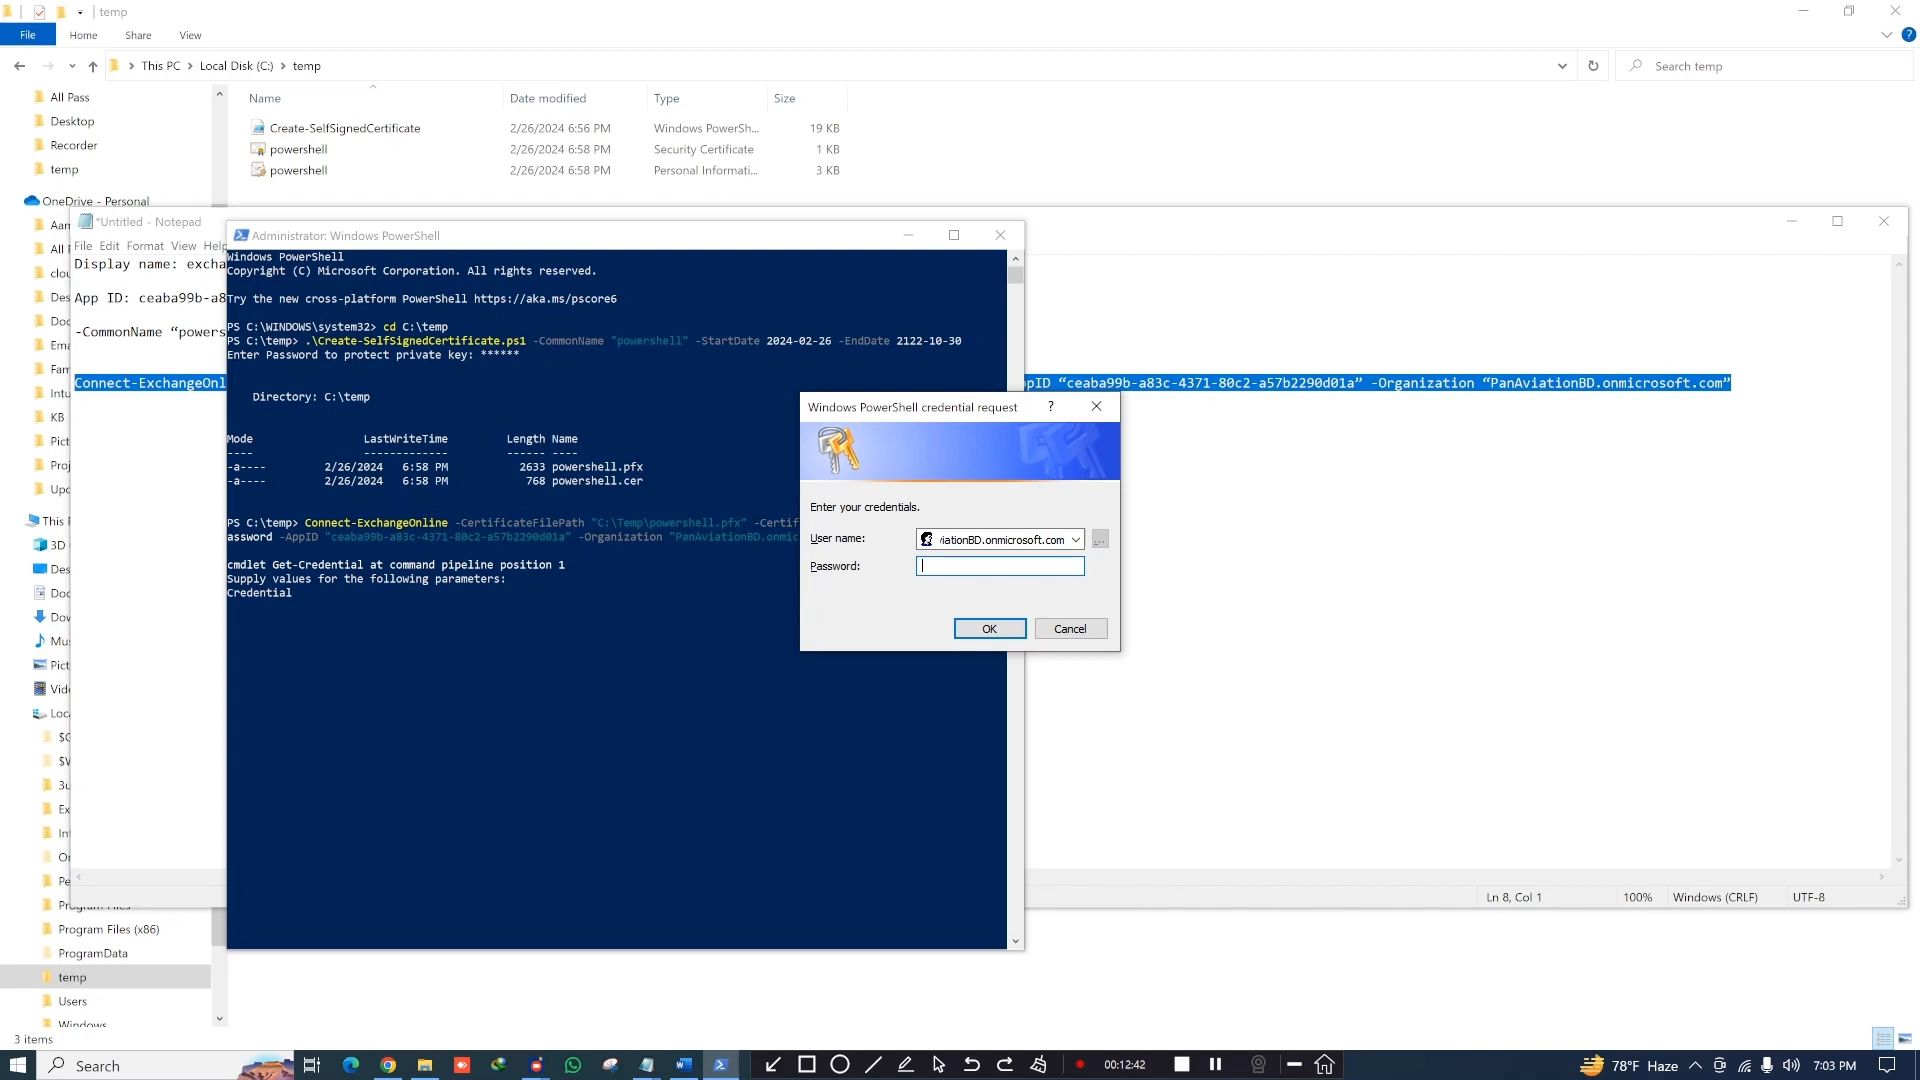 temp
File
Home
Share
View
This PC
Local Disk (C:)
temp
Search temp
Name
Date modified
Type
Size
Create-SelfSignedCertificate 2/26/2024 6:56 PM Windows PowerSh... 19 KB
powershell 2/26/2024 6:58 PM Security Certificate 1 KB
powershell 2/26/2024 6:58 PM Personal Informati... 3 KB
All Pass
Desktop
Recorder
temp
OneDrive - Personal
Program Files (x86)
ProgramData
temp
Users
Windows
3 items
*Untitled - Notepad
File Edit Format View Help
Display name: excha
App ID: ceaba99b-a8
-CommonName “powers
Connect-ExchangeOnl
pID “ceaba99b-a83c-4371-80c2-a57b2290d01a” -Organization “PanAviationBD.onmicrosoft.com”
Ln 8, Col 1
100%
Windows (CRLF)
UTF-8
Administrator: Windows PowerShell
Windows PowerShell
Copyright (C) Microsoft Corporation. All rights reserved.
Try the new cross-platform PowerShell https://aka.ms/pscore6
PS C:\WINDOWS\system32> cd C:\temp
PS C:\temp> .\Create-SelfSignedCertificate.ps1 -CommonName "powershell" -StartDate 2024-02-26 -EndDate 2122-10-30
Enter Password to protect private key: ******
Directory: C:\temp
Mode LastWriteTime Length Name
---- ------------- ------ ----
-a---- 2/26/2024 6:58 PM 2633 powershell.pfx
-a---- 2/26/2024 6:58 PM 768 powershell.cer
PS C:\temp> Connect-ExchangeOnline -CertificateFilePath "C:\Temp\powershell.pfx" -Certif
assword -AppID "ceaba99b-a83c-4371-80c2-a57b2290d01a" -Organization "PanAviationBD.onmic
cmdlet Get-Credential at command pipeline position 1
Supply values for the following parameters:
Credential
Windows PowerShell credential request
?
Enter your credentials.
User name:
iationBD.onmicrosoft.com
...
Password:
OK
Cancel
Search
00:12:42
78°F Haze
7:03 PM